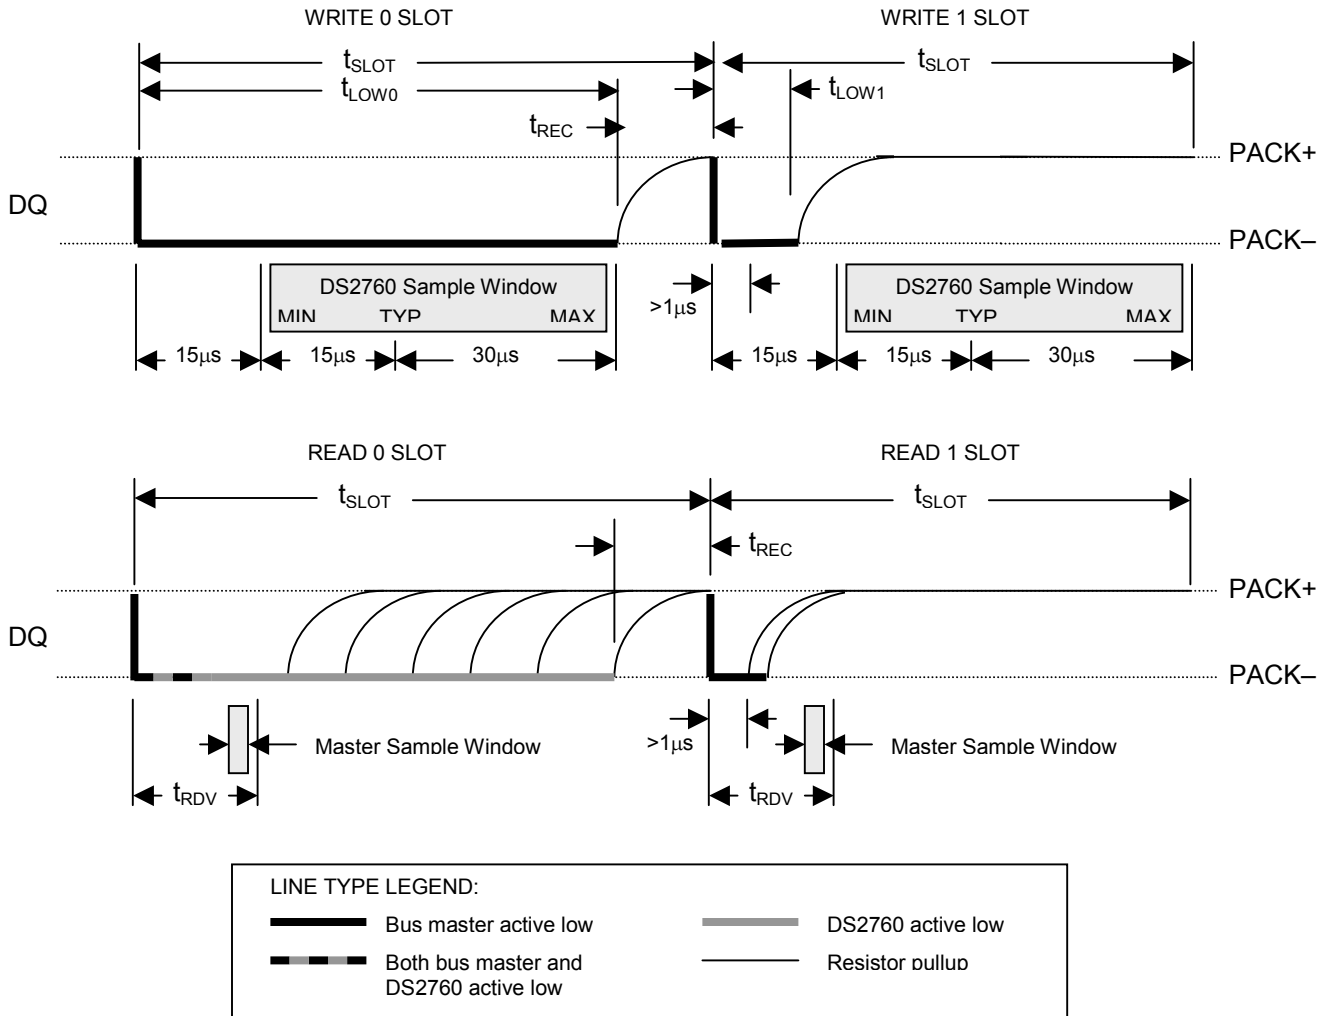 WRITE 0 SLOT
WRITE 1 SLOT
tSLOT
tSLOT
tLOW0
tLOW1
tREC
PACK+
DQ
PACK–
DS2760 Sample Window
MIN TYP MAX
>1μs
DS2760 Sample Window
MIN TYP MAX
15μs 15μs 30μs
15μs 15μs 30μs
READ 0 SLOT
READ 1 SLOT
tSLOT
tSLOT
tREC
PACK+
DQ
PACK–
Master Sample Window
>1μs
Master Sample Window
tRDV
tRDV
LINE TYPE LEGEND:
Bus master active low
DS2760 active low
Both bus master and
DS2760 active low
Resistor pullup